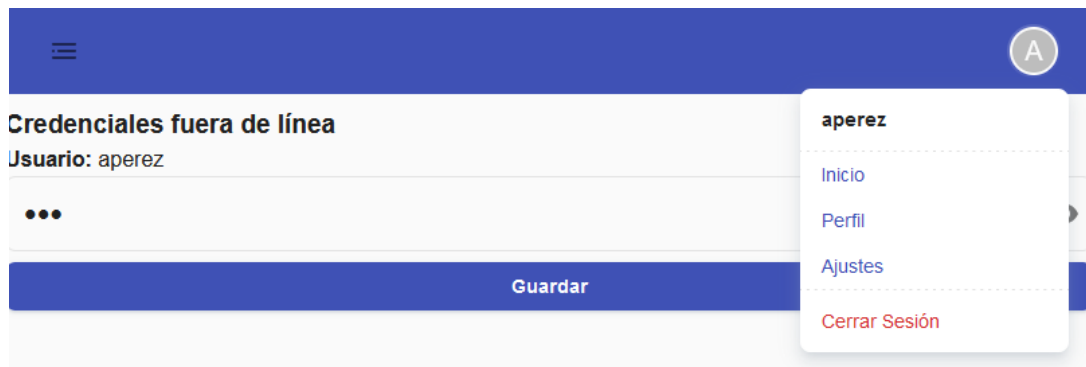 A
Credenciales fuera de línea
Usuario: aperez
•••
Guardar
aperez
Inicio
Perfil
Ajustes
Cerrar Sesión